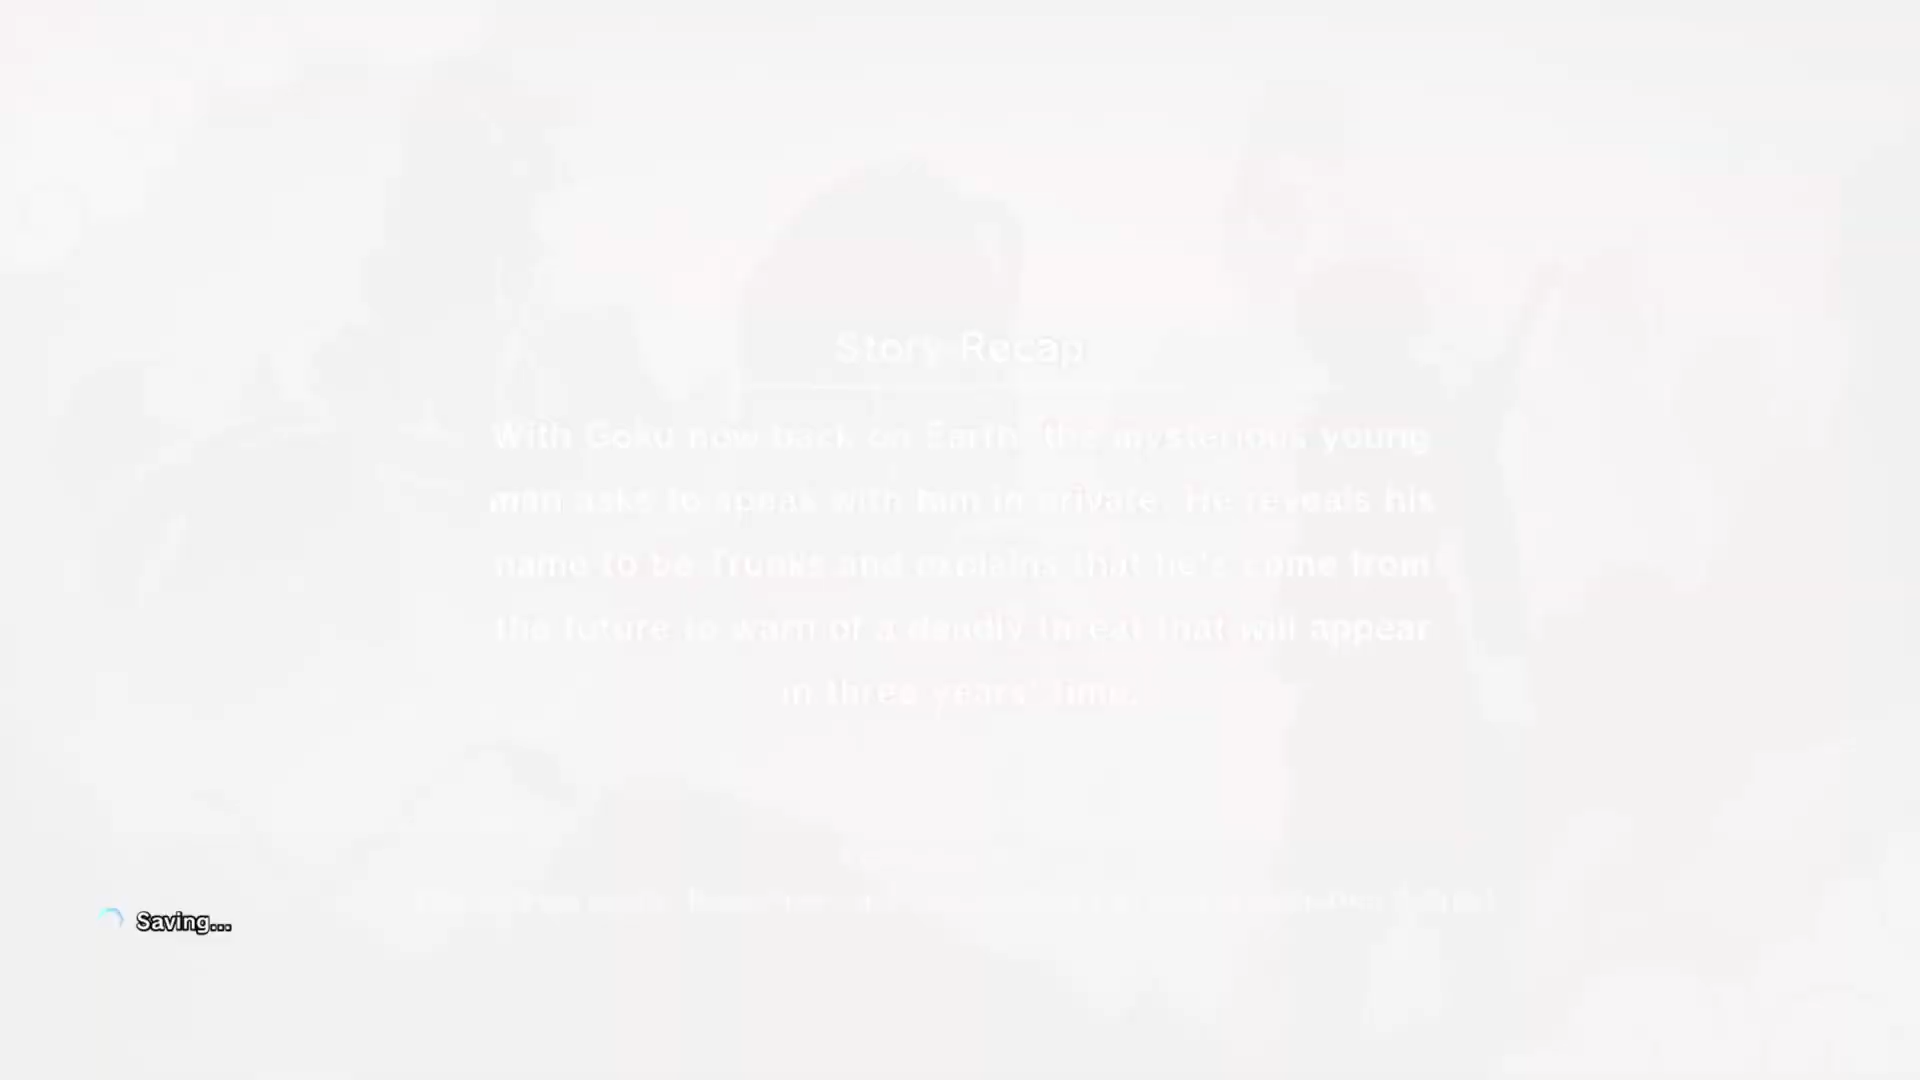 Story Recap
With Goku now back on Earth, the mysterious young
man asks to speak with him in private. He reveals his
name to be Trunks and explains that he's come from
the future to warn of a deadly threat that will appear
in three years' time.
Saving...